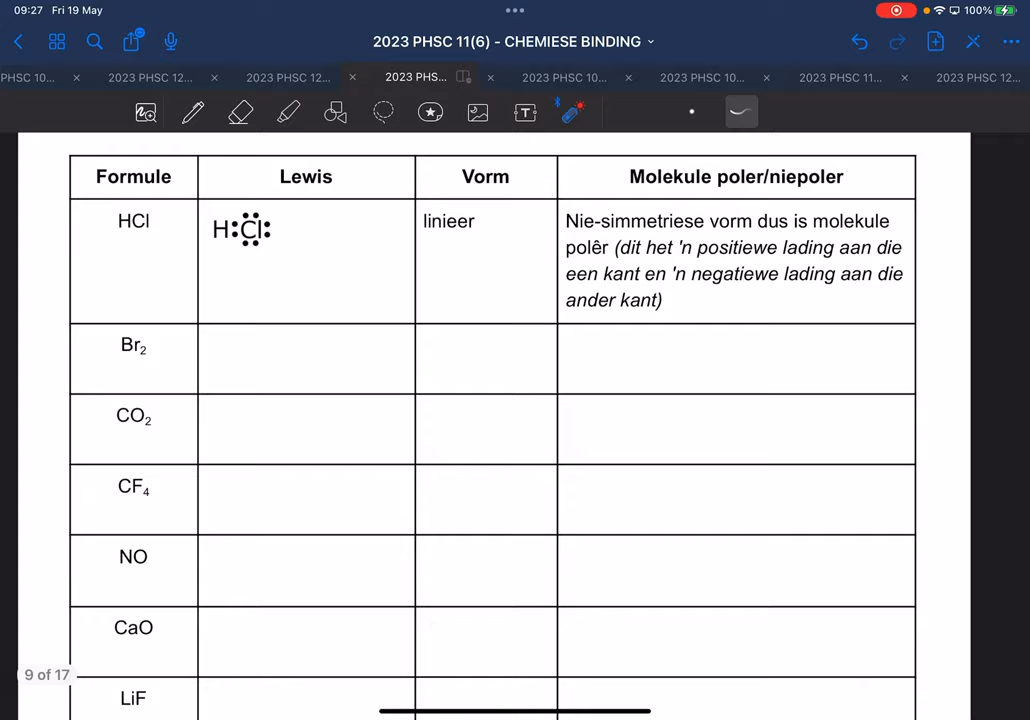 09:27 Fri 19 May
100%
2023 PHSC 11(6) - CHEMIESE BINDING
PHSC 10...
2023 PHSC 12...
2023 PHSC 12...
2023 PHS...
2023 PHSC 10...
2023 PHSC 10...
2023 PHSC 11...
2023 PHSC 12...
Formule Lewis Vorm Molekule poler/niepoler
HCl H:Cl: linieer Nie-simmetriese vorm dus is molekule
polêr (dit het 'n positiewe lading aan die
een kant en 'n negatiewe lading aan die
ander kant)
Br₂
CO₂
CF₄
NO
CaO
9 of 17
LiF